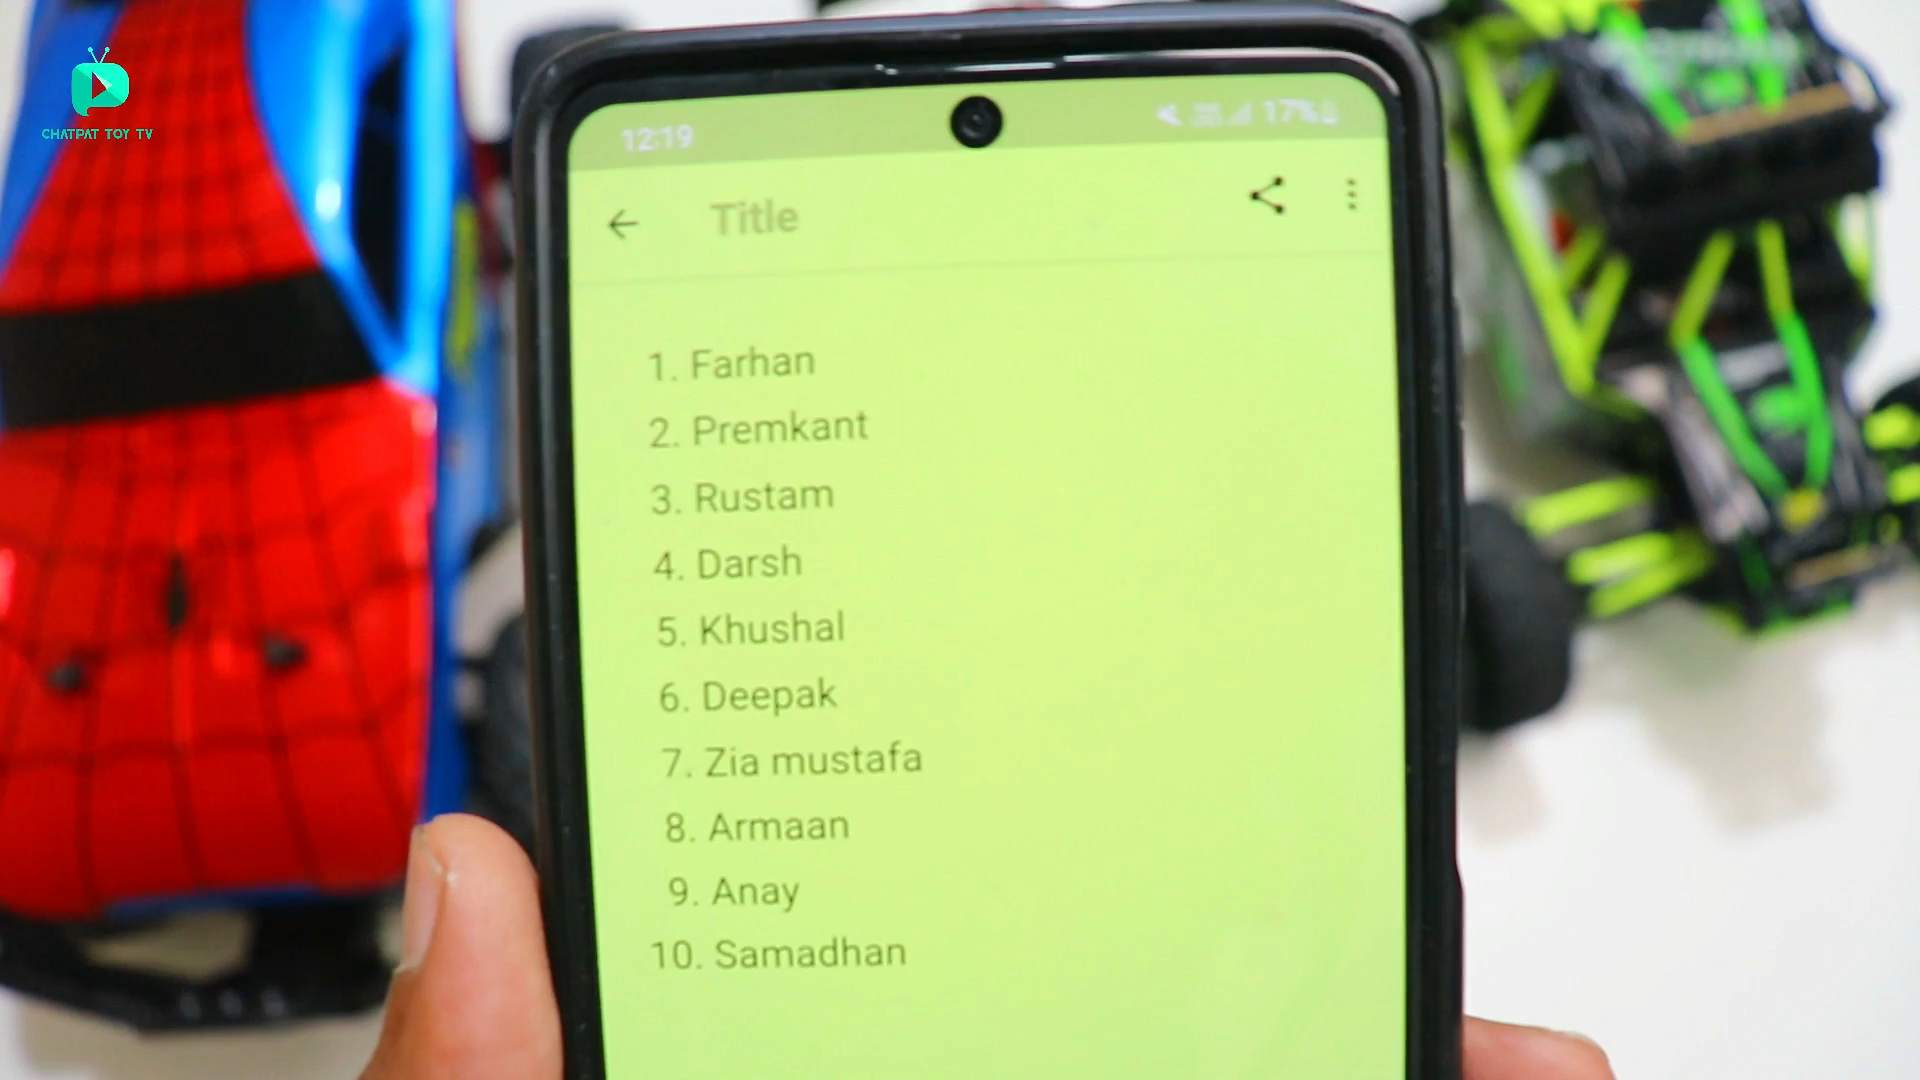 CHATPAT TOY TV
12:19 17%
Title
1. Farhan
2. Premkant
3. Rustam
4. Darsh
5. Khushal
6. Deepak
7. Zia mustafa
8. Armaan
9. Anay
10. Samadhan